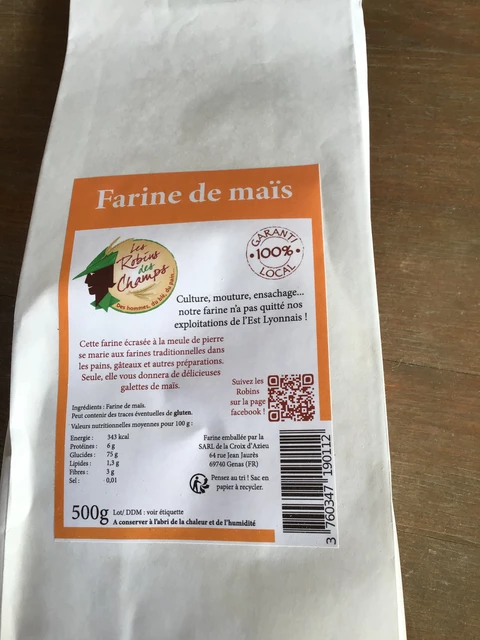 Farine de maïs
Les
Robins
des
Champs
Des hommes, du blé, du pain
GARANTI
100%
LOCAL
Culture, mouture, ensachage...
notre farine n'a pas quitté nos
exploitations de l'Est Lyonnais !
Cette farine écrasée à la meule de pierre
se marie aux farines traditionnelles dans
les pains, gâteaux et autres préparations.
Seule, elle vous donnera de délicieuses
galettes de maïs.
Suivez les
Robins
sur la page
facebook !
Ingrédients : Farine de maïs.
Peut contenir des traces éventuelles de gluten.
Valeurs nutritionnelles moyennes pour 100 g :
Energie : 343 kcal
Protéines : 6 g
Glucides : 75 g
Lipides : 1,3 g
Fibres : 3 g
Sel : 0,01
Farine emballée par la
SARL de la Croix d'Azieu
64 rue Jean Jaurès
69740 Genas (FR)
Pensez au tri ! Sac en
papier à recycler.
500g Lot/ DDM : voir étiquette
A conserver à l'abri de la chaleur et de l'humidité
3 760347 190112